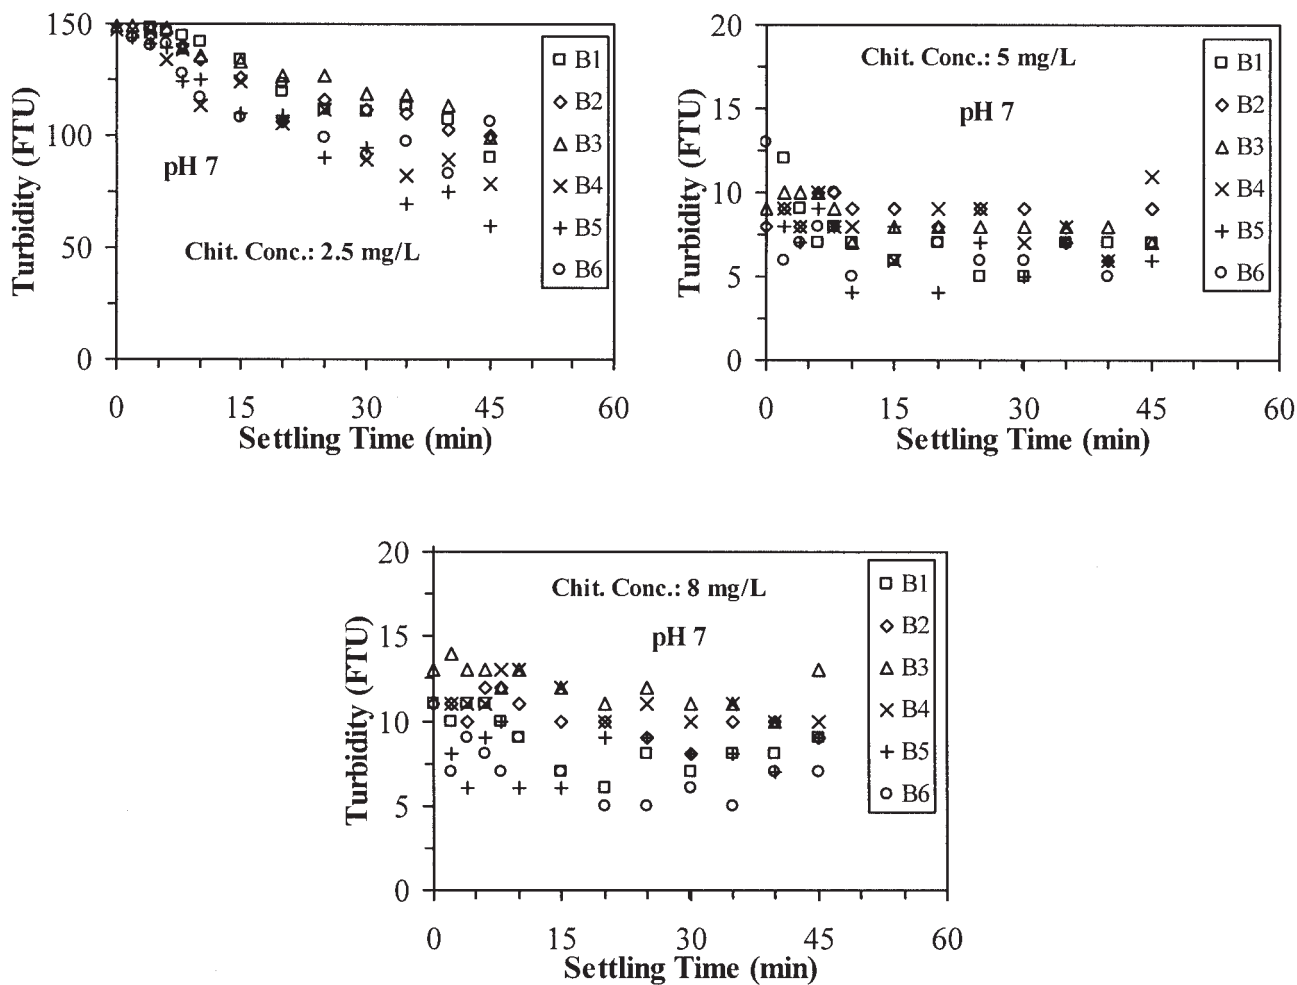 150
100
50
0
Turbidity (FTU)
pH 7
Chit. Conc.: 2.5 mg/L
B1
B2
B3
B4
B5
B6
0 15 30 45 60
Settling Time (min)
20
15
10
5
0
Turbidity (FTU)
Chit. Conc.: 5 mg/L
pH 7
B1
B2
B3
B4
B5
B6
0 15 30 45 60
Settling Time (min)
20
15
10
5
0
Turbidity (FTU)
Chit. Conc.: 8 mg/L
pH 7
B1
B2
B3
B4
B5
B6
0 15 30 45 60
Settling Time (min)